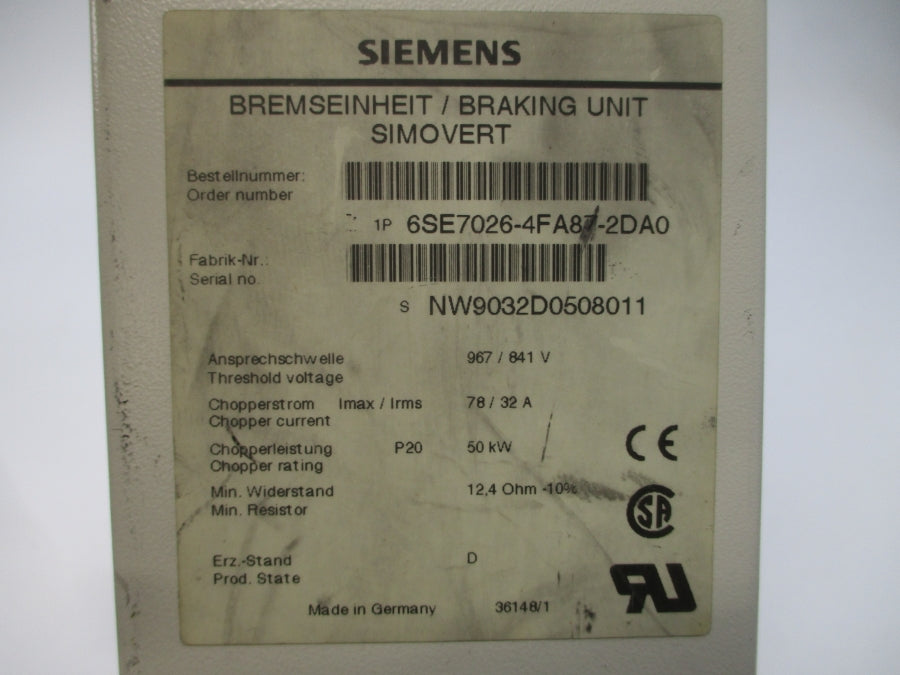 SIEMENS
BREMSEINHEIT / BRAKING UNIT
SIMOVERT
Bestellnummer:
Order number
1P 6SE7026-4FA87-2DA0
Fabrik-Nr.:
Serial no.
S NW9032D0508011
Ansprechschwelle 967 / 841 V
Threshold voltage
Chopperstrom Imax / Irms 78 / 32 A
Chopper current
Chopperleistung P20 50 kW
Chopper rating
Min. Widerstand 12,4 Ohm -10%
Min. Resistor
Erz.-Stand D
Prod. State
Made in Germany 36148/1
CE
SA
RU